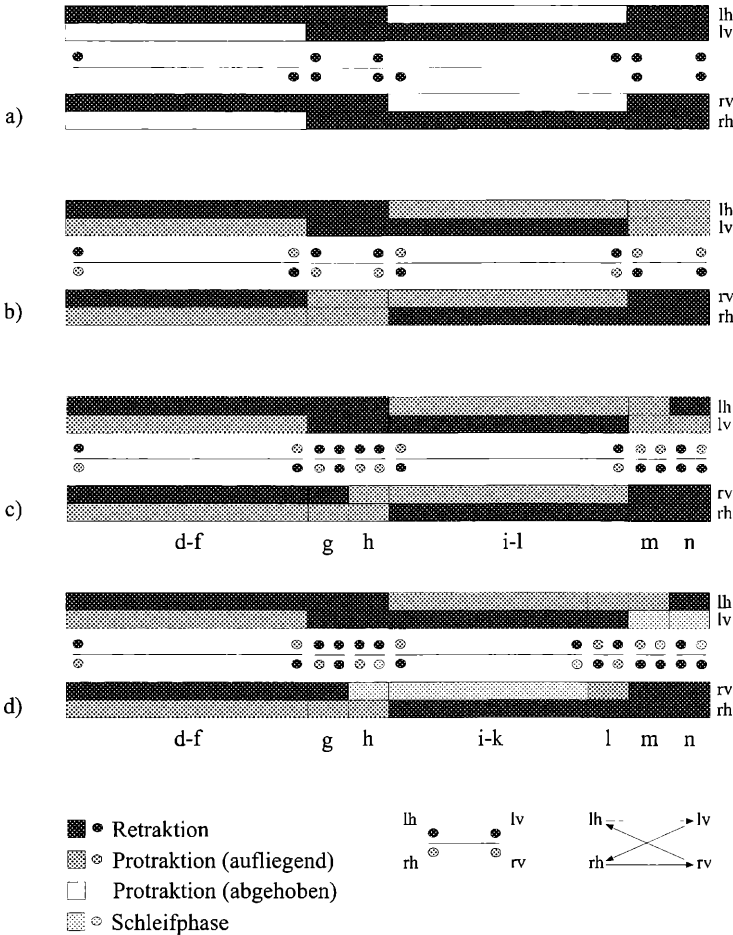 lh
lv
rv
a)
rh
lh
lv
rv
b)
rh
lh
lv
rv
c)
rh
d-f g h i-l m n
lh
lv
rv
d)
rh
d-f g h i-k l m n
lh lv lh lv
Retraktion
rh rv rh rv
Protraktion (aufliegend)
Protraktion (abgehoben)
Schleifphase